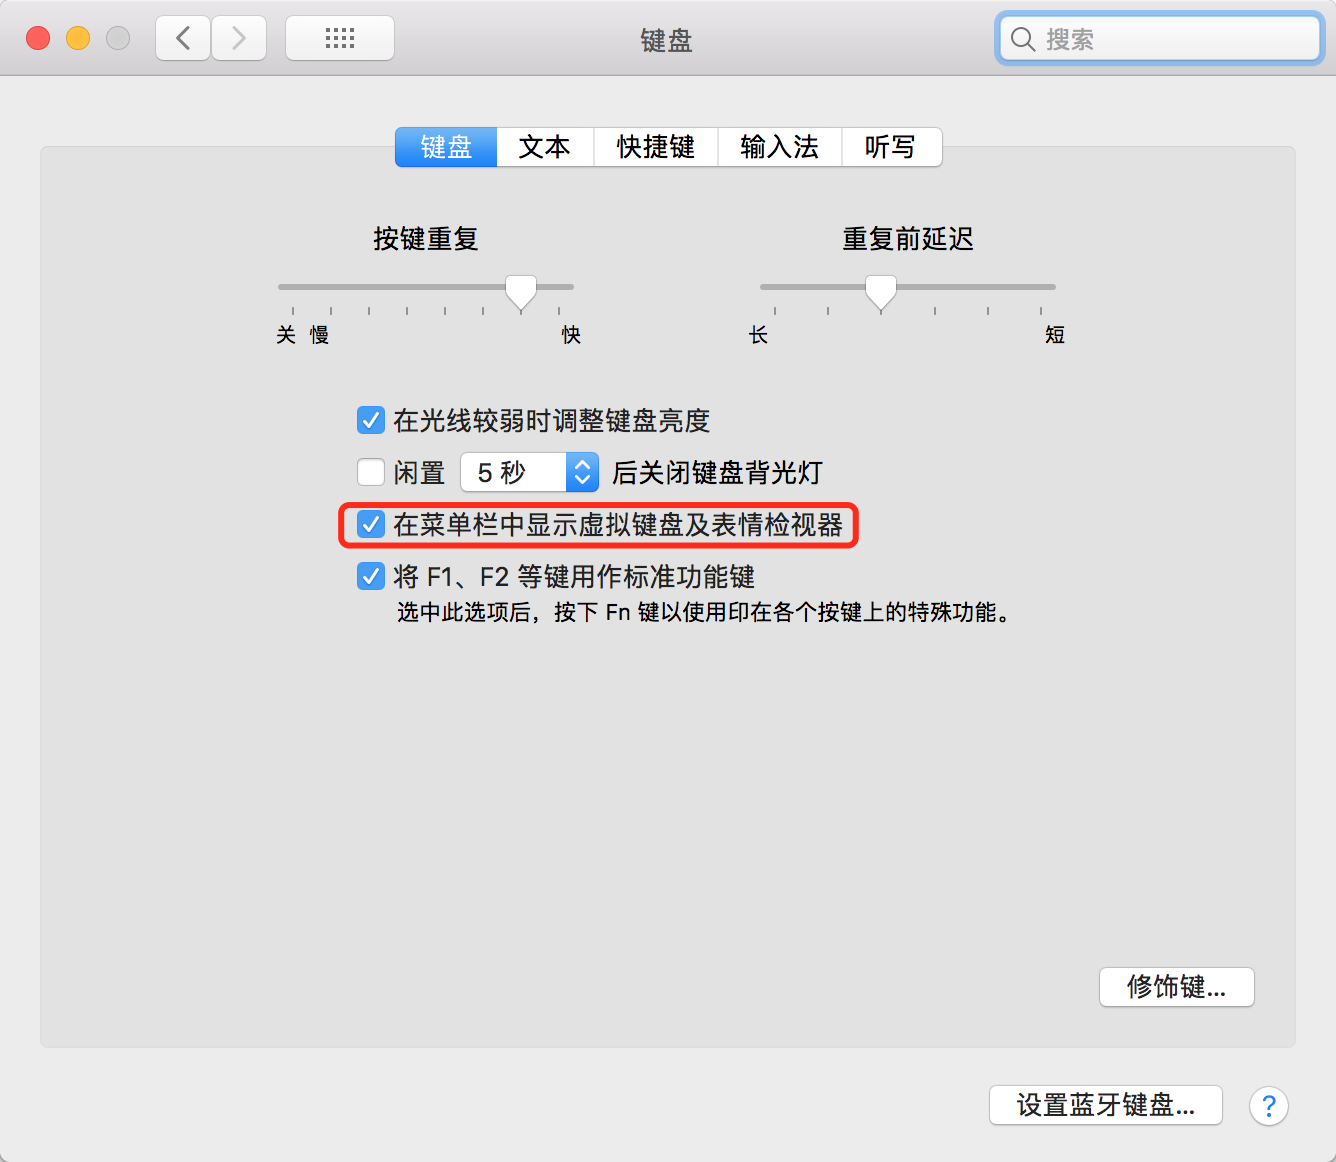 键盘
搜索
键盘 文本 快捷键 输入法 听写
按键重复 重复前延迟
关 慢 快 长 短
在光线较弱时调整键盘亮度
闲置 5 秒 后关闭键盘背光灯
在菜单栏中显示虚拟键盘及表情检视器
将 F1、F2 等键用作标准功能键
选中此选项后，按下 Fn 键以使用印在各个按键上的特殊功能。
修饰键...
设置蓝牙键盘... ?